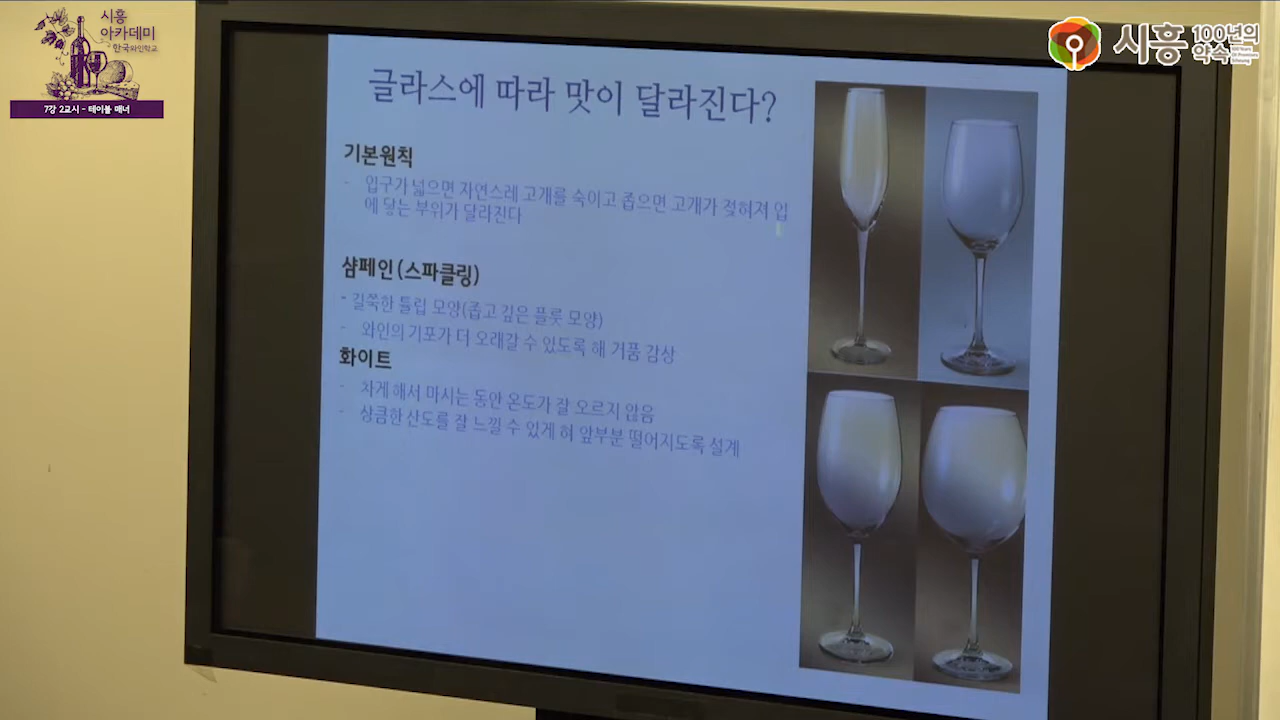 시흥
아카데미
한국와인학교
7강 2교시 - 테이블 매너
시흥 100년의
약속
글라스에 따라 맛이 달라진다?
기본원칙
- 입구가 넓으면 자연스레 고개를 숙이고 좁으면 고개가 젖혀져 입
에 닿는 부위가 달라진다
샴페인(스파클링)
- 길쭉한 튤립 모양(좁고 깊은 플룻 모양)
- 와인의 기포가 더 오래갈 수 있도록 해 거품 감상
화이트
- 차게 해서 마시는 동안 온도가 잘 오르지 않음
- 상큼한 산도를 잘 느낄 수 있게 혀 앞부분 떨어지도록 설계